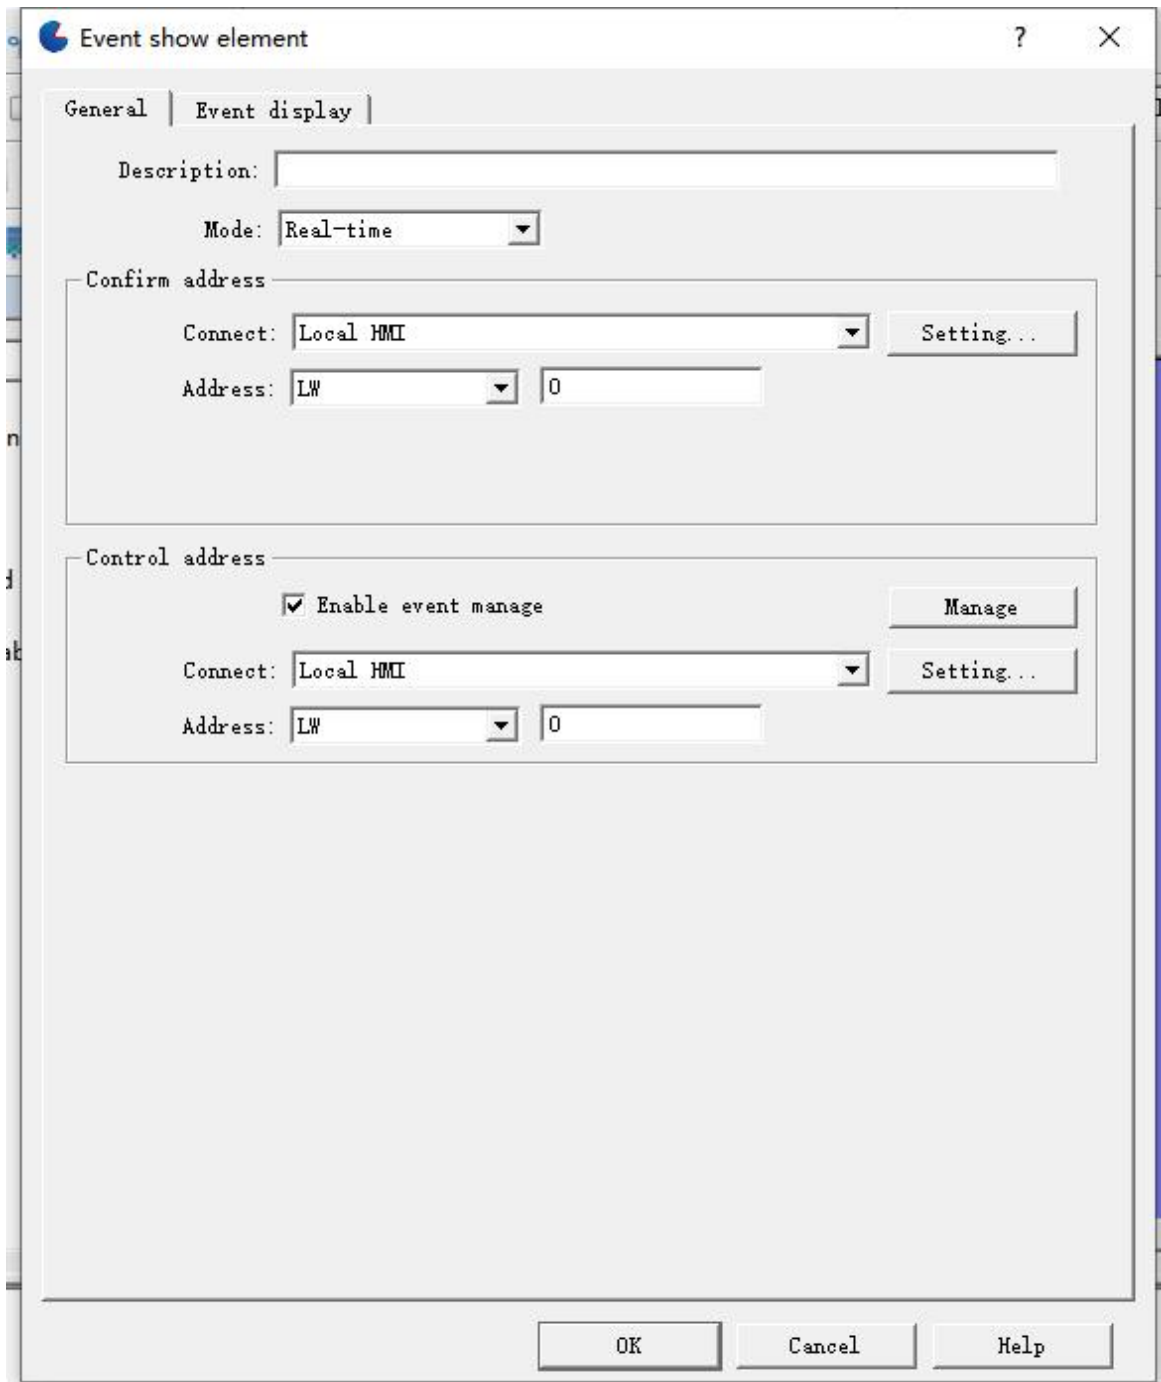 Event show element
?
General
Event display
Description:
Mode: Real-time
Confirm address
Connect: Local HMI Setting...
Address: LW 0
Control address
Enable event manage Manage
Connect: Local HMI Setting...
Address: LW 0
OK Cancel Help